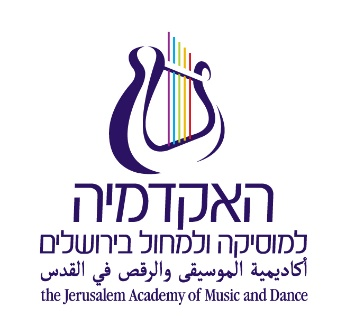 האקדמיה
למוסיקה ולמחול בירושלים
أكاديمية الموسيقى والرقص في القدس
the Jerusalem Academy of Music and Dance